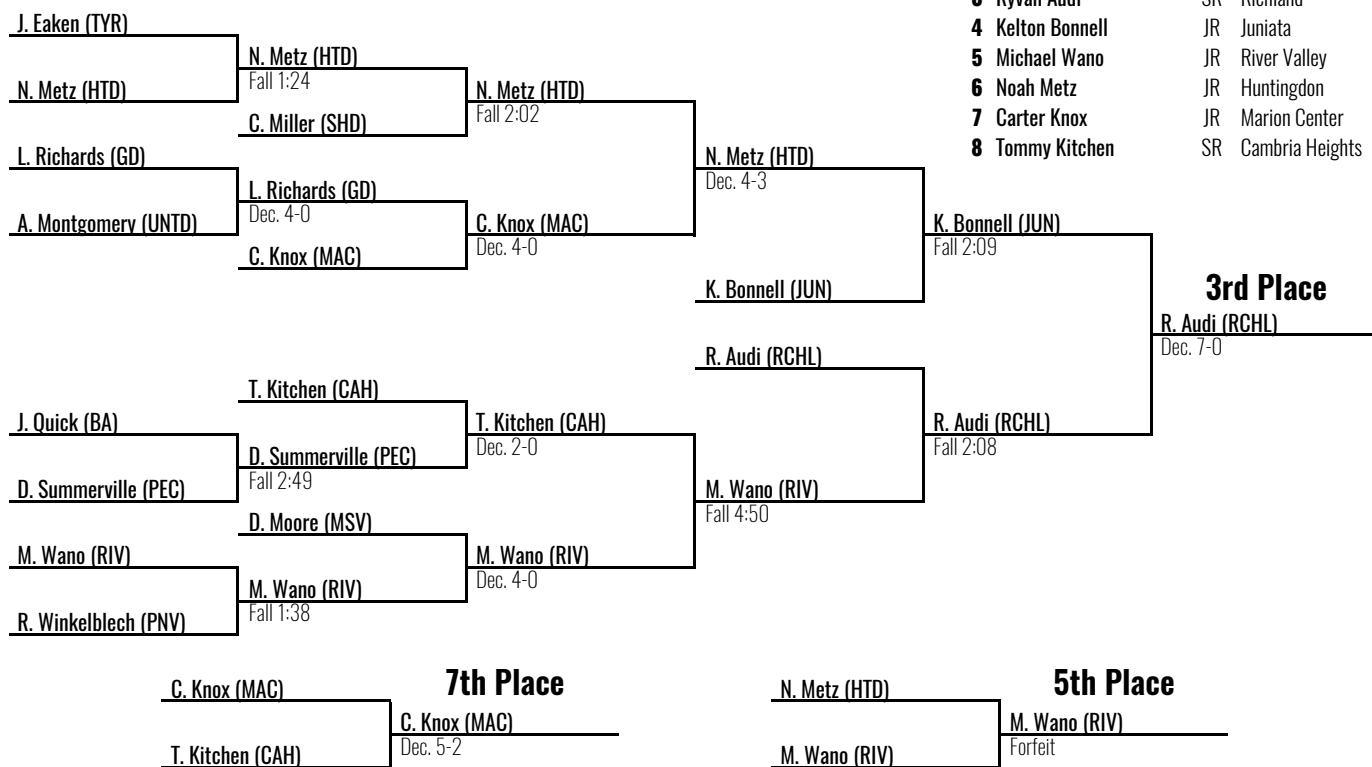 3 Ryvan Audi SR Richland
4 Kelton Bonnell JR Juniata
5 Michael Wano JR River Valley
6 Noah Metz JR Huntingdon
7 Carter Knox JR Marion Center
8 Tommy Kitchen SR Cambria Heights
J. Eaken (TYR)
N. Metz (HTD)
Fall 1:24
N. Metz (HTD)
N. Metz (HTD)
Fall 2:02
C. Miller (SHD)
L. Richards (GD)
N. Metz (HTD)
Dec. 4-3
L. Richards (GD)
Dec. 4-0
A. Montgomery (UNTD)
C. Knox (MAC)
Dec. 4-0
K. Bonnell (JUN)
Fall 2:09
C. Knox (MAC)
K. Bonnell (JUN)
3rd Place
R. Audi (RCHL)
Dec. 7-0
R. Audi (RCHL)
T. Kitchen (CAH)
J. Quick (BA)
T. Kitchen (CAH)
Dec. 2-0
R. Audi (RCHL)
Fall 2:08
D. Summerville (PEC)
Fall 2:49
D. Summerville (PEC)
M. Wano (RIV)
Fall 4:50
D. Moore (MSV)
M. Wano (RIV)
M. Wano (RIV)
Dec. 4-0
M. Wano (RIV)
Fall 1:38
R. Winkelblech (PNV)
7th Place
C. Knox (MAC)
C. Knox (MAC)
Dec. 5-2
T. Kitchen (CAH)
5th Place
N. Metz (HTD)
M. Wano (RIV)
Forfeit
M. Wano (RIV)